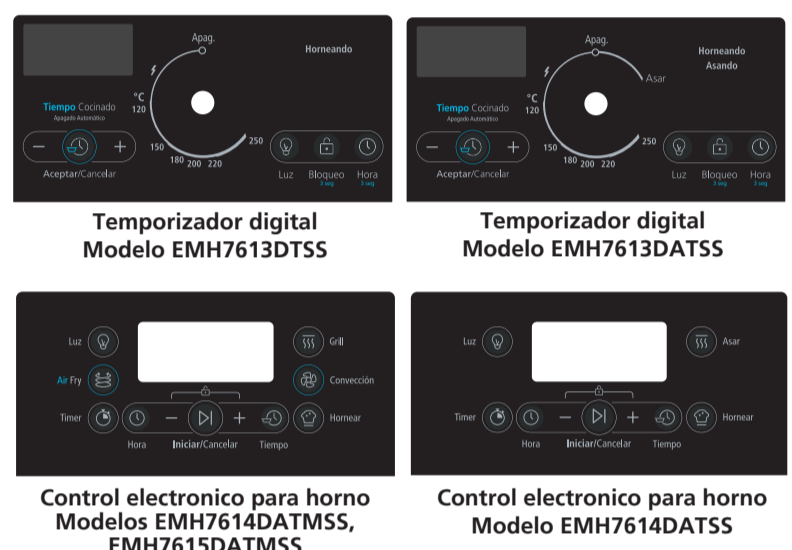 Apag.
Horneando
°C
120
150
180
200
220
250
Tiempo Cocinado
Apagado Automático
−
+
Aceptar/Cancelar
Luz
Bloqueo
3 seg
Hora
3 seg
Temporizador digital
Modelo EMH7613DTSS
Apag.
Asar
Horneando
Asando
°C
120
150
180
200
220
250
Tiempo Cocinado
Apagado Automático
−
+
Aceptar/Cancelar
Luz
Bloqueo
3 seg
Hora
3 seg
Temporizador digital
Modelo EMH7613DATSS
Luz
Grill
Air Fry
Convección
Timer
−
+
Hornear
Hora
Iniciar/Cancelar
Tiempo
Control electronico para horno
Modelos EMH7614DATMSS,
EMH7615DATMSS
Luz
Asar
Timer
−
+
Hornear
Hora
Iniciar/Cancelar
Tiempo
Control electronico para horno
Modelo EMH7614DATSS